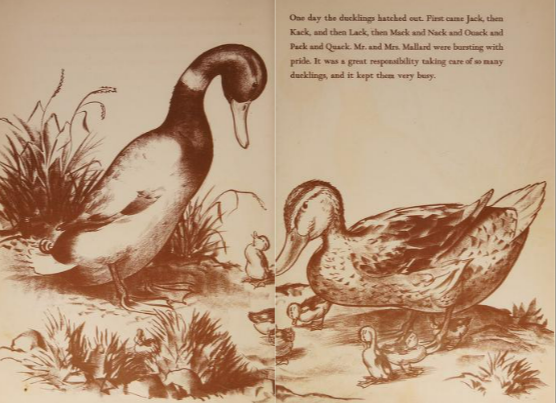 One day the ducklings hatched out. First came Jack, then
Kack, and then Lack, then Mack and Nack and Ouack and
Pack and Quack. Mr. and Mrs. Mallard were bursting with
pride. It was a great responsibility taking care of so many
ducklings, and it kept them very busy.